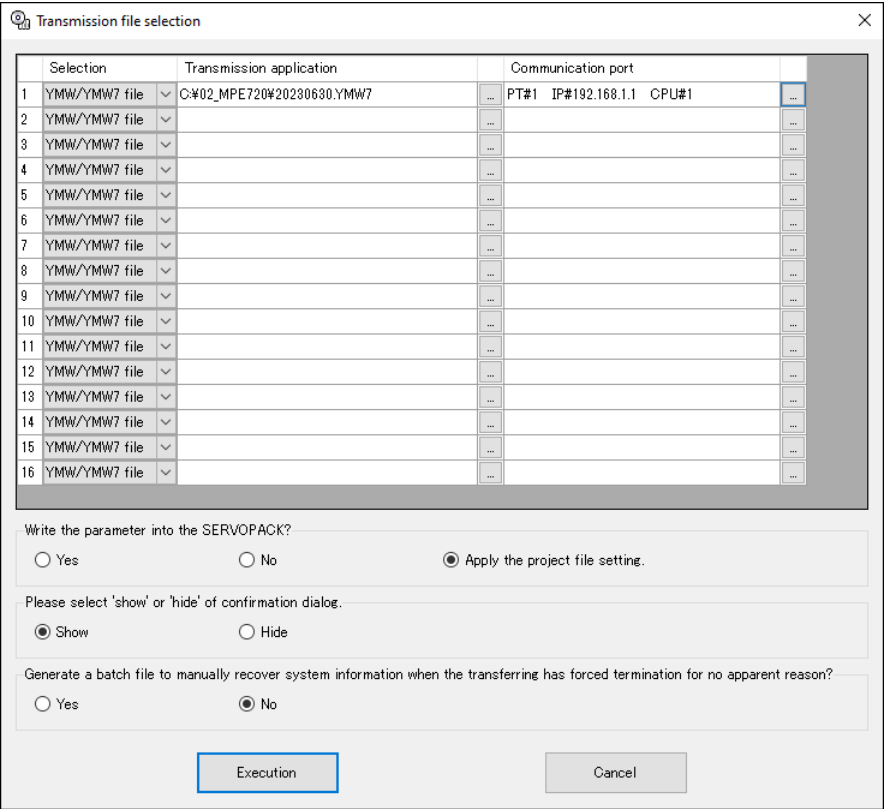 Transmission file selection
Selection Transmission application Communication port
1 YMW/YMW7 file C:¥02_MPE720¥20230630.YMW7 ... PT#1 IP#192.168.1.1 CPU#1 ...
2 YMW/YMW7 file ... ...
3 YMW/YMW7 file ... ...
4 YMW/YMW7 file ... ...
5 YMW/YMW7 file ... ...
6 YMW/YMW7 file ... ...
7 YMW/YMW7 file ... ...
8 YMW/YMW7 file ... ...
9 YMW/YMW7 file ... ...
10 YMW/YMW7 file ... ...
11 YMW/YMW7 file ... ...
12 YMW/YMW7 file ... ...
13 YMW/YMW7 file ... ...
14 YMW/YMW7 file ... ...
15 YMW/YMW7 file ... ...
16 YMW/YMW7 file ... ...
Write the parameter into the SERVOPACK?
Yes No Apply the project file setting.
Please select 'show' or 'hide' of confirmation dialog.
Show Hide
Generate a batch file to manually recover system information when the transferring has forced termination for no apparent reason?
Yes No
Execution Cancel